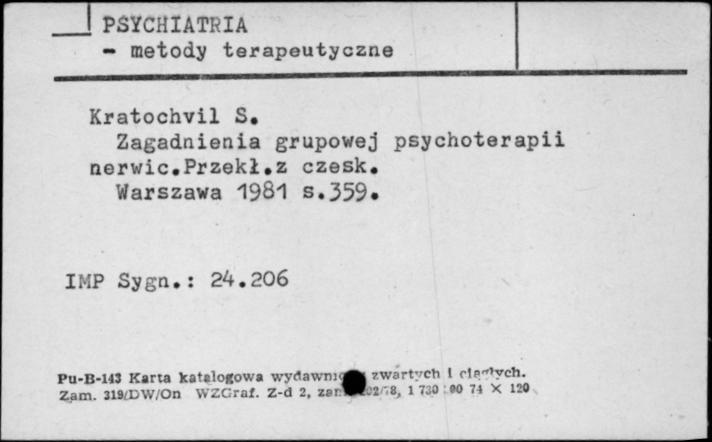 PSYCHIATRIA
- metody terapeutyczne
Kratochvil S.
Zagadnienia grupowej psychoterapii
nerwic.Przekł.z czesk.
Warszawa 1981 s.359.
IMP Sygn.: 24.206
Pu-B-143 Karta katalogowa zwartych i ciągłych.
Zam. 319/DW/On WZGraf. Z-d 2, 1 730 74 × 120